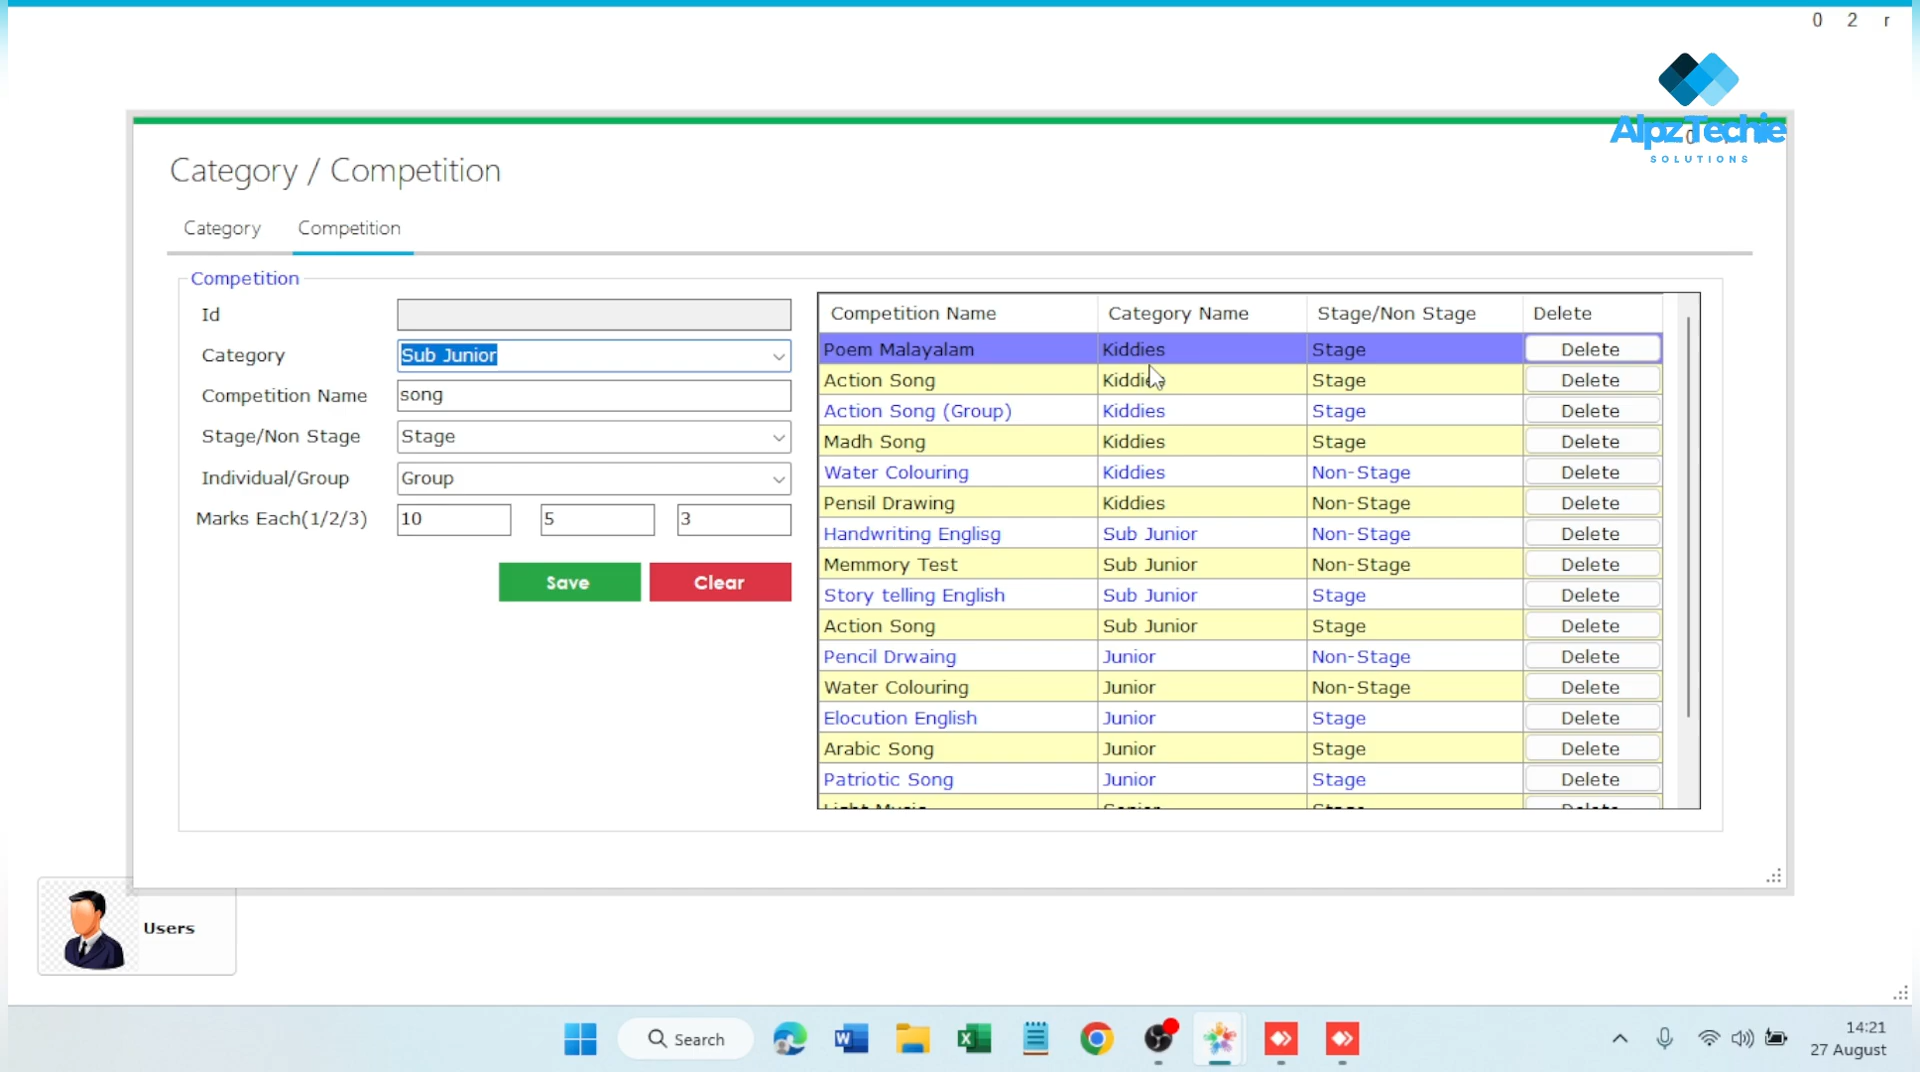 0 2 r
AlpzTechie
SOLUTIONS
Category / Competition
Category Competition
Competition
Id
Category Sub Junior
Competition Name song
Stage/Non Stage Stage
Individual/Group Group
Marks Each(1/2/3) 10 5 3
Save Clear
Competition Name Category Name Stage/Non Stage Delete
Poem Malayalam Kiddies Stage Delete
Action Song Kiddies Stage Delete
Action Song (Group) Kiddies Stage Delete
Madh Song Kiddies Stage Delete
Water Colouring Kiddies Non-Stage Delete
Pensil Drawing Kiddies Non-Stage Delete
Handwriting Englisg Sub Junior Non-Stage Delete
Memmory Test Sub Junior Non-Stage Delete
Story telling English Sub Junior Stage Delete
Action Song Sub Junior Stage Delete
Pencil Drwaing Junior Non-Stage Delete
Water Colouring Junior Non-Stage Delete
Elocution English Junior Stage Delete
Arabic Song Junior Stage Delete
Patriotic Song Junior Stage Delete
Light Music Senior Stage Delete
Users
Search
14:21
27 August